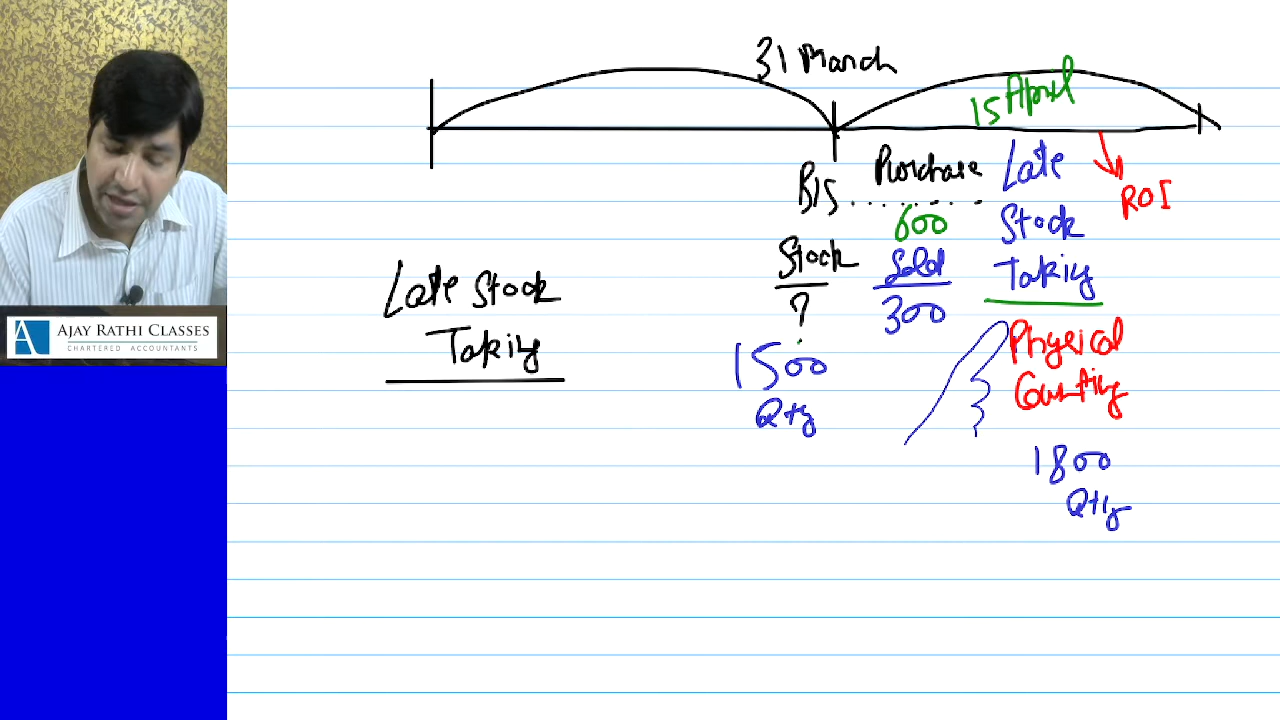 31 March
15 April
B/S
Purchase
600
Sold
300
Late
Stock
Taking
ROI
Stock
?
1500
Qty
Late Stock
Taking
Physical
Counting
1800
Qty
AJAY RATHI CLASSES
CHARTERED ACCOUNTANTS